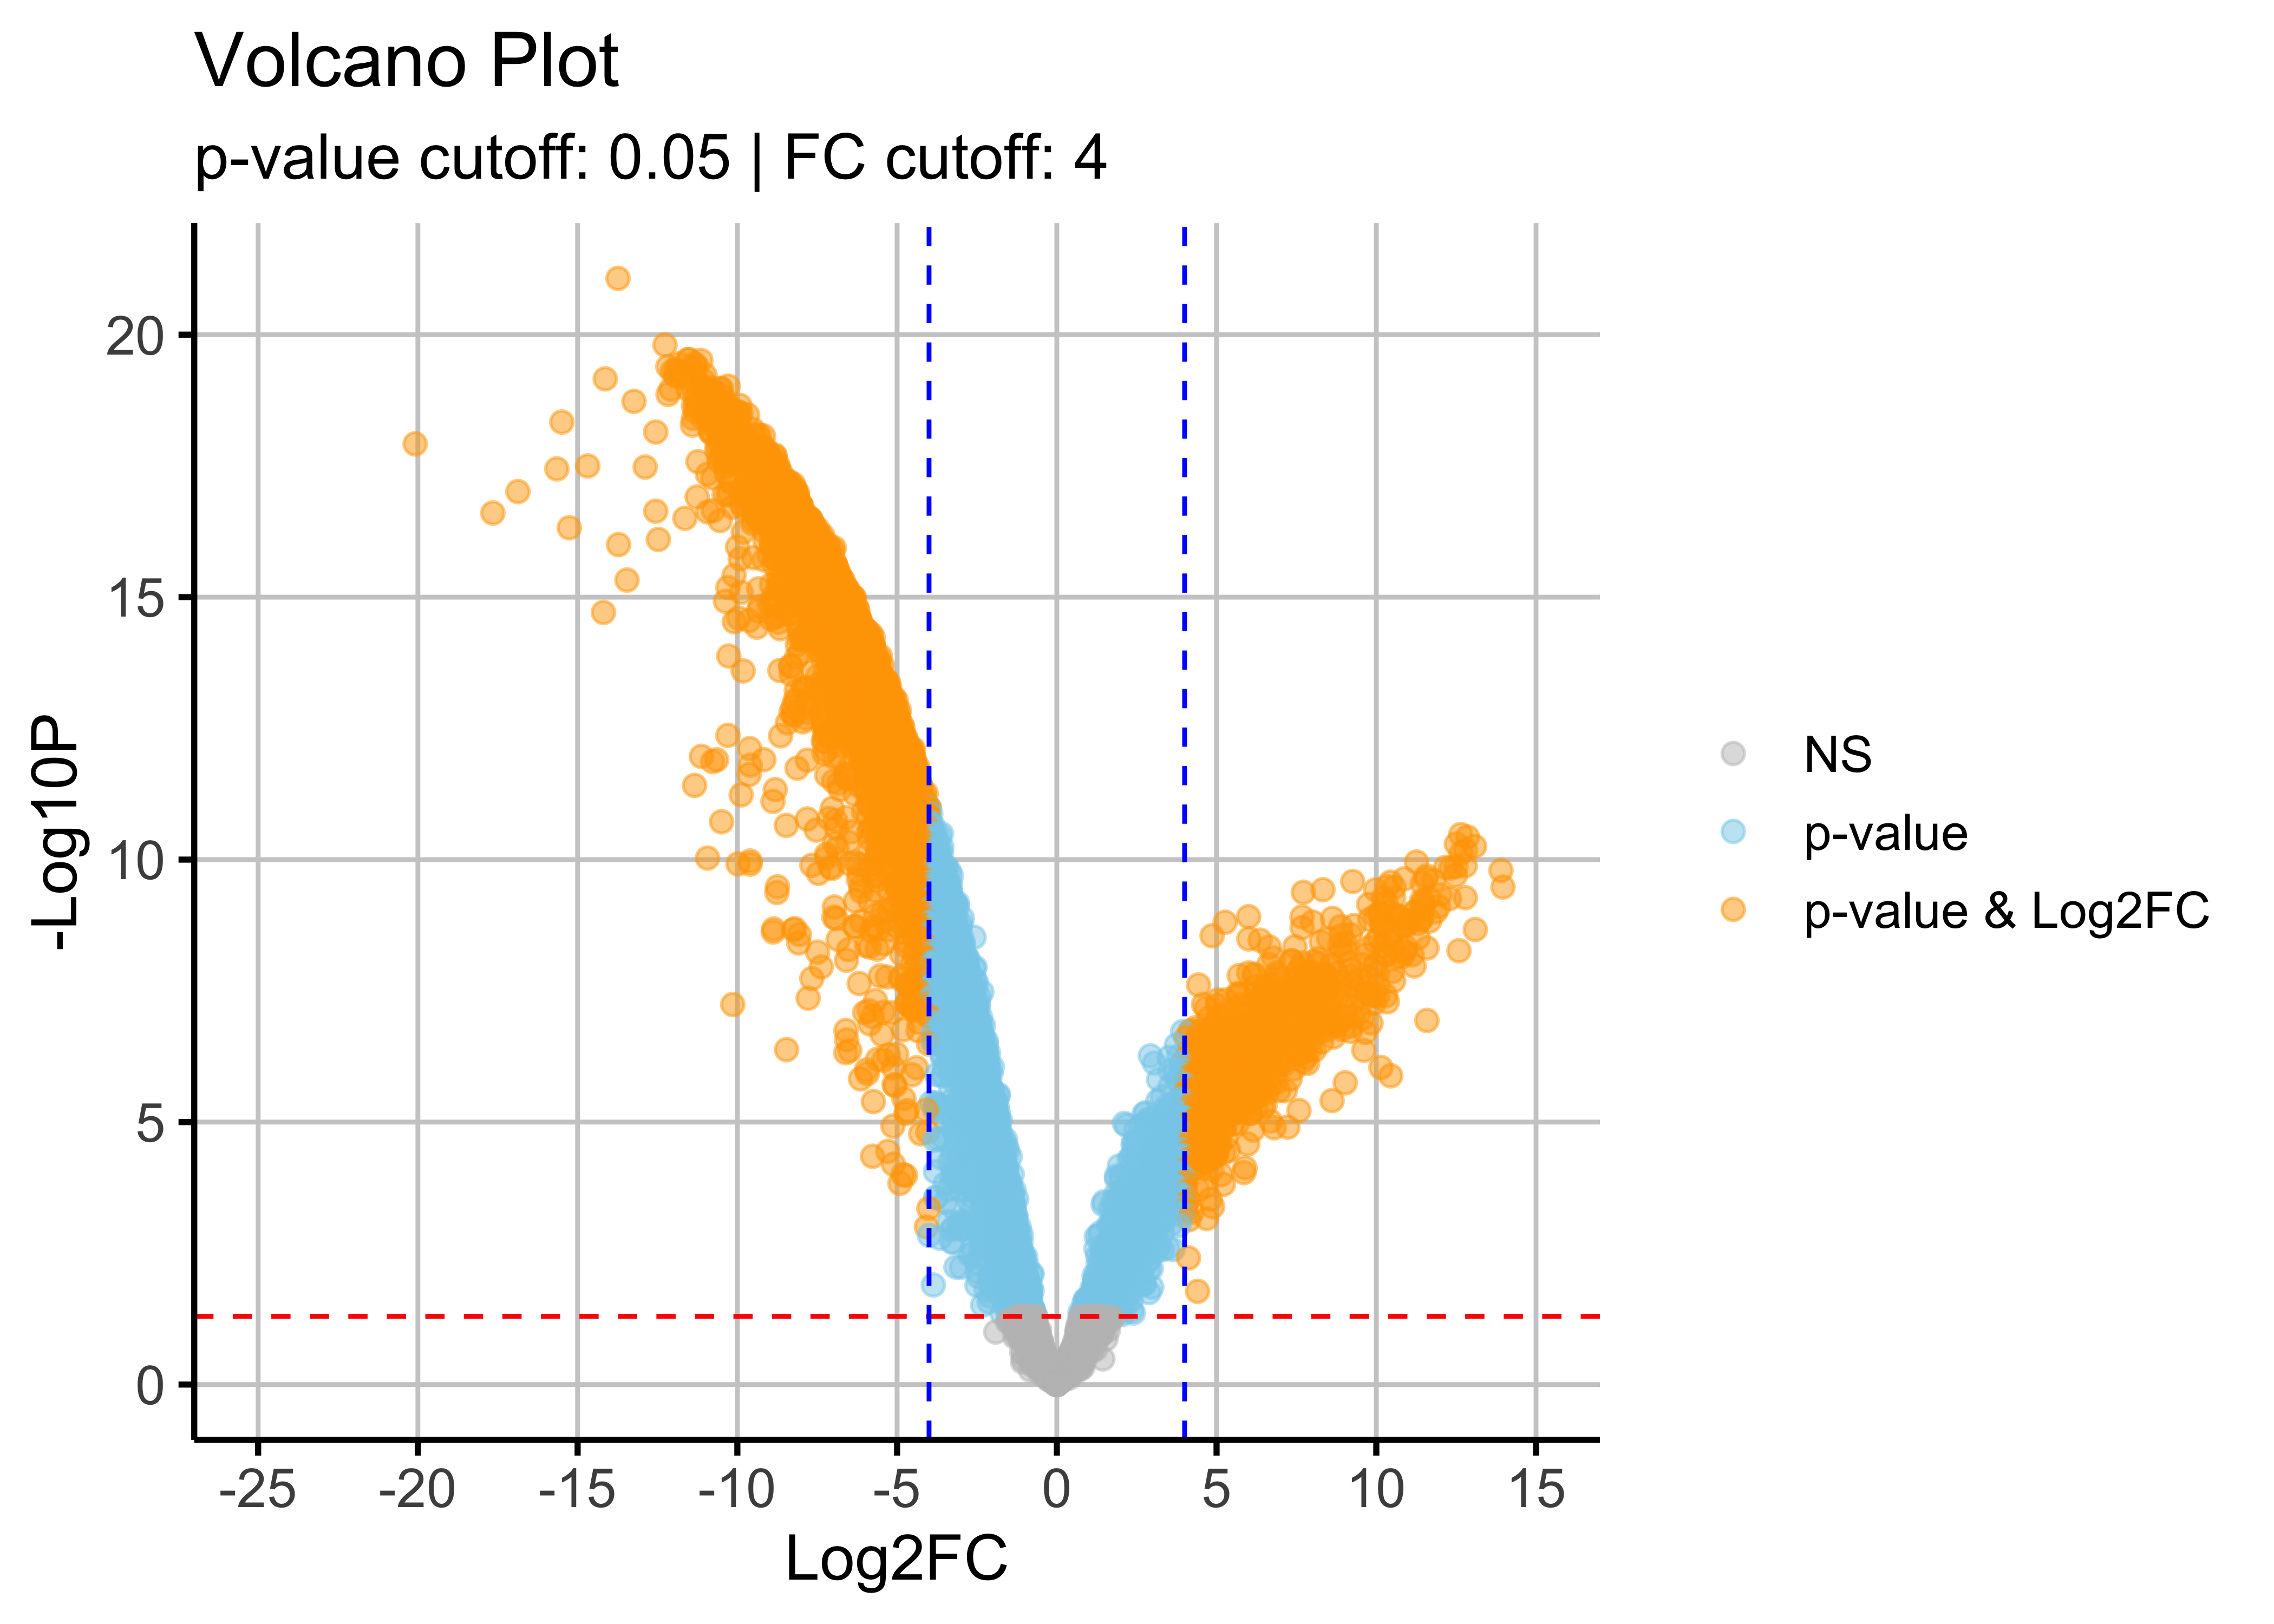 Volcano Plot
p-value cutoff: 0.05 | FC cutoff: 4
20
15
10
5
0
-Log10P
-25 -20 -15 -10 -5 0 5 10 15
Log2FC
NS
p-value
p-value & Log2FC